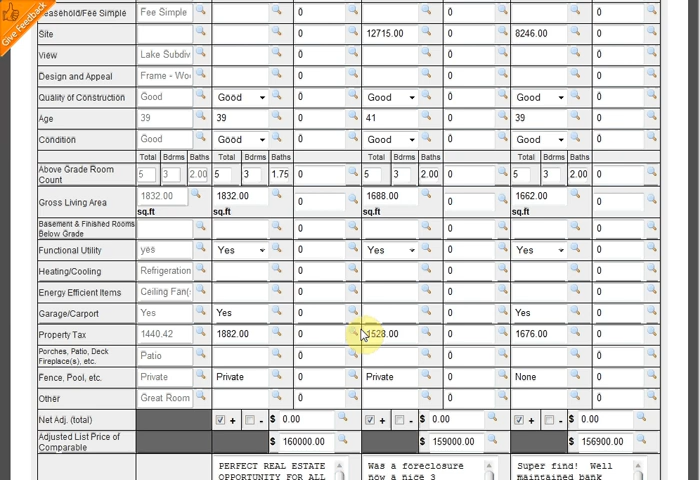 Give Feedback
Leasehold/Fee Simple Fee Simple 0 0 0
Site 0 12715.00 0 8246.00 0
View Lake Subdiv 0 0 0
Design and Appeal Frame - Wo 0 0 0
Quality of Construction Good Good 0 Good 0 Good 0
Age 39 39 0 41 0 39 0
Condition Good Good 0 Good 0 Good 0
Total Bdrms Baths Total Bdrms Baths Total Bdrms Baths Total Bdrms Baths
Above Grade Room Count 5 3 2.00 5 3 1.75 0 5 3 2.00 0 5 3 2.00 0
Gross Living Area 1832.00 1832.00 0 1688.00 0 1662.00 0
sq.ft sq.ft sq.ft sq.ft
Basement & Finished Rooms Below Grade 0 0 0
Functional Utility yes Yes 0 Yes 0 Yes 0
Heating/Cooling Refrigeration 0 0 0
Energy Efficient Items Ceiling Fan( 0 0 0
Garage/Carport Yes Yes 0 0 Yes 0
Property Tax 1440.42 1882.00 0 1528.00 0 1676.00 0
Porches, Patio, Deck Fireplace(s), etc. Patio 0 0 0
Fence, Pool, etc. Private Private 0 Private 0 None 0
Other Great Room 0 0 0
Net Adj. (total) + - $ 0.00 + - $ 0.00 + - $ 0.00
Adjusted List Price of Comparable $ 160000.00 $ 159000.00 $ 156900.00
PERFECT REAL ESTATE Was a foreclosure Super find! Well
OPPORTUNITY FOR ALL now a nice 3 maintained bank